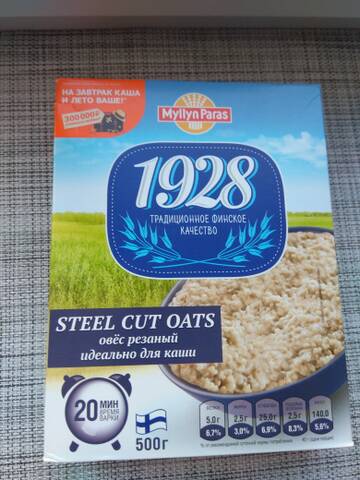 НА ЗАВТРАК КАША
И ЛЕТО ВАШЕ!*
300 000₽
Myllyn Paras
1928
ТРАДИЦИОННОЕ ФИНСКОЕ
КАЧЕСТВО
STEEL CUT OATS
овёс резаный
идеально для каши
20 МИН
ВРЕМЯ
ВАРКИ
500г
5,0г 2,5г 25,0г 2,5г 140,0
6,7% 3,0% 6,9% 8,3% 5,6%